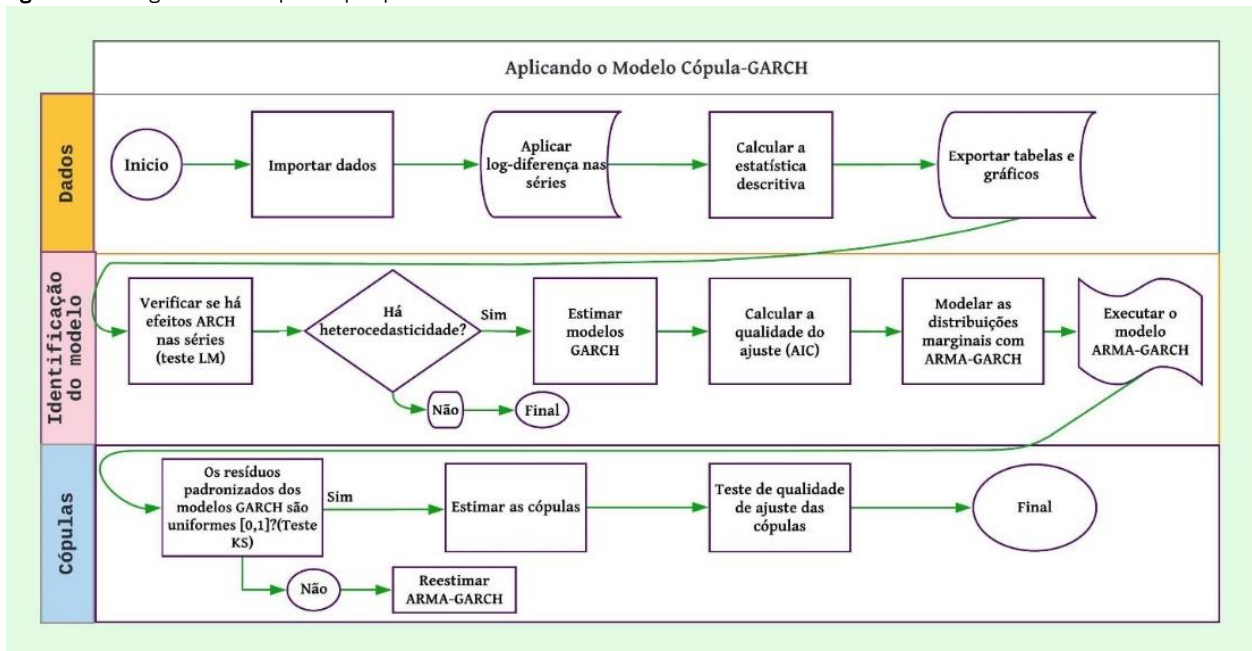 Aplicando o Modelo Cópula-GARCH
Dados
Inicio
Importar dados
Aplicar
log-diferença nas
séries
Calcular a
estatística
descritiva
Exportar tabelas e
gráficos
Identificação
do modelo
Verificar se há
efeitos ARCH
nas séries
(teste LM)
Há
heterocedasticidade?
Sim
Estimar
modelos
GARCH
Calcular a
qualidade do
ajuste (AIC)
Modelar as
distribuições
marginais com
ARMA-GARCH
Executar o
modelo
ARMA-GARCH
Não
Final
Cópulas
Os resíduos
padronizados dos
modelos GARCH são
uniformes [0,1]?(Teste
KS)
Sim
Estimar as cópulas
Teste de qualidade
de ajuste das
cópulas
Final
Não
Reestimar
ARMA-GARCH